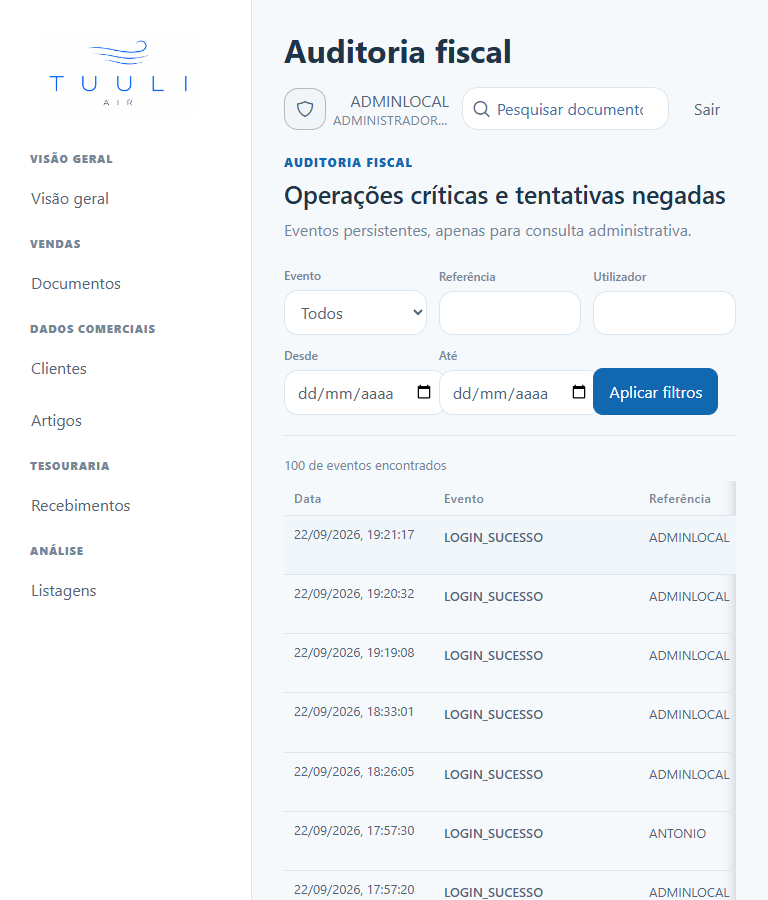 TUULI
AIR
VISÃO GERAL
Visão geral
VENDAS
Documentos
DADOS COMERCIAIS
Clientes
Artigos
TESOURARIA
Recebimentos
ANÁLISE
Listagens
Auditoria fiscal
ADMINLOCAL
ADMINISTRADOR...
Pesquisar documento
Sair
AUDITORIA FISCAL
Operações críticas e tentativas negadas
Eventos persistentes, apenas para consulta administrativa.
Evento Referência Utilizador
Todos
Desde Até
dd/mm/aaaa dd/mm/aaaa Aplicar filtros
100 de eventos encontrados
Data Evento Referência
22/09/2026, 19:21:17 LOGIN_SUCESSO ADMINLOCAL
22/09/2026, 19:20:32 LOGIN_SUCESSO ADMINLOCAL
22/09/2026, 19:19:08 LOGIN_SUCESSO ADMINLOCAL
22/09/2026, 18:33:01 LOGIN_SUCESSO ADMINLOCAL
22/09/2026, 18:26:05 LOGIN_SUCESSO ADMINLOCAL
22/09/2026, 17:57:30 LOGIN_SUCESSO ANTONIO
22/09/2026, 17:57:20 LOGIN_SUCESSO ADMINLOCAL